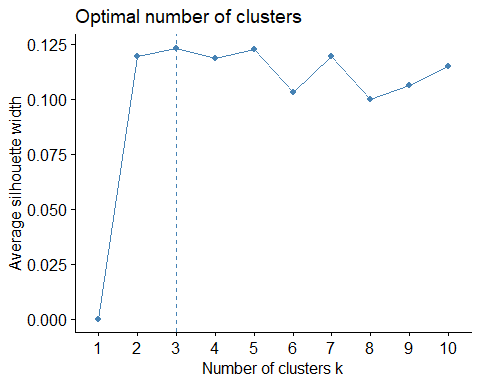 Optimal number of clusters
Average silhouette width
0.125
0.100
0.075
0.050
0.025
0.000
1 2 3 4 5 6 7 8 9 10
Number of clusters k